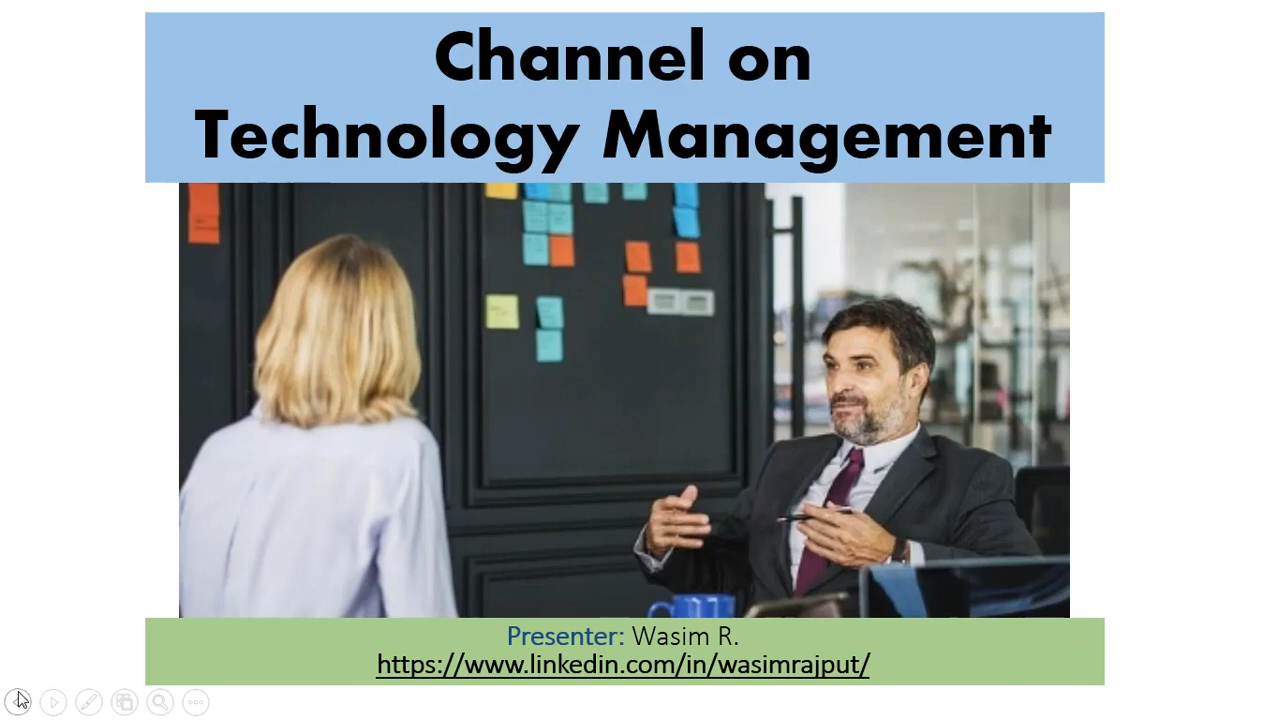 Channel on
Technology Management
Presenter: Wasim R.
https://www.linkedin.com/in/wasimrajput/